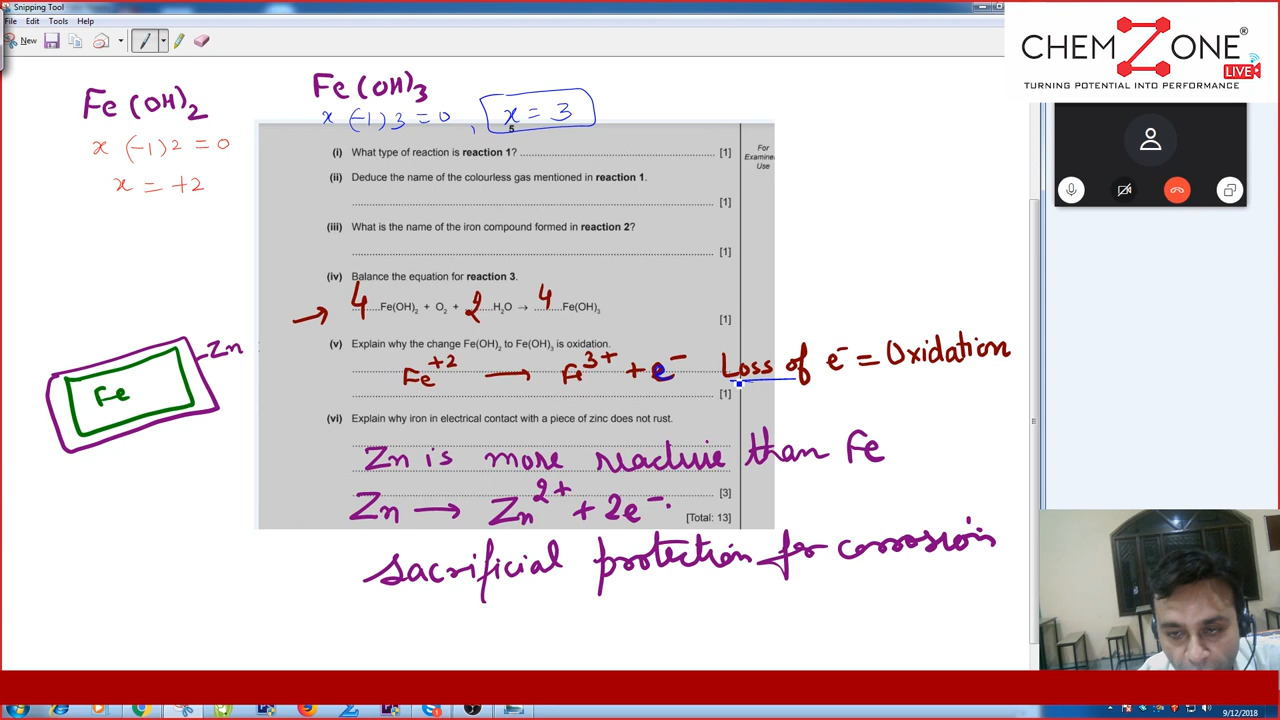 Snipping Tool
File Edit Tools Help
New
CHEMZONE®
LIVE
TURNING POTENTIAL INTO PERFORMANCE
Fe(OH)2
x (-1)2 = 0
x = +2
Fe(OH)3
x (-1)3 = 0, x = 3
5
For
Examiner
Use
(i) What type of reaction is reaction 1? [1]
(ii) Deduce the name of the colourless gas mentioned in reaction 1.
[1]
(iii) What is the name of the iron compound formed in reaction 2?
[1]
(iv) Balance the equation for reaction 3.
4 Fe(OH)2 + O2 + 2 H2O → 4 Fe(OH)3
[1]
(v) Explain why the change Fe(OH)2 to Fe(OH)3 is oxidation.
Fe+2 → Fe3+ + e- Loss of e- = Oxidation
[1]
(vi) Explain why iron in electrical contact with a piece of zinc does not rust.
Zn is more reactive than Fe
[3]
Zn → Zn2+ + 2e-.
[Total: 13]
sacrificial protection for corrosion
Zn
Fe
9/12/2018